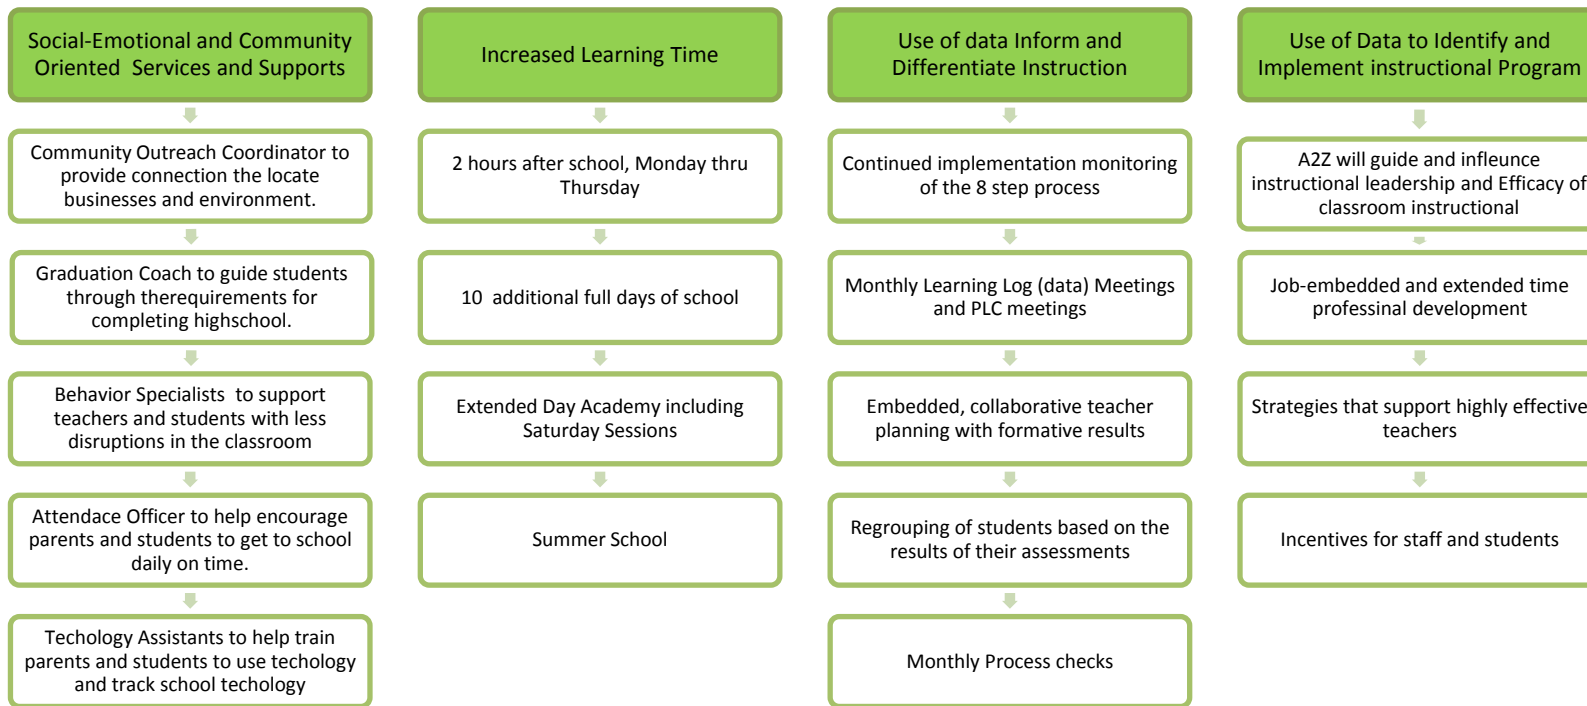 Social-Emotional and Community
Oriented Services and Supports
Community Outreach Coordinator to
provide connection the locate
businesses and environment.
Graduation Coach to guide students
through therequirements for
completing highschool.
Behavior Specialists to support
teachers and students with less
disruptions in the classroom
Attendace Officer to help encourage
parents and students to get to school
daily on time.
Techology Assistants to help train
parents and students to use techology
and track school techology
Increased Learning Time
2 hours after school, Monday thru
Thursday
10 additional full days of school
Extended Day Academy including
Saturday Sessions
Summer School
Use of data Inform and
Differentiate Instruction
Continued implementation monitoring
of the 8 step process
Monthly Learning Log (data) Meetings
and PLC meetings
Embedded, collaborative teacher
planning with formative results
Regrouping of students based on the
results of their assessments
Monthly Process checks
Use of Data to Identify and
Implement instructional Program
A2Z will guide and infleunce
instructional leadership and Efficacy of
classroom instructional
Job-embedded and extended time
professinal development
Strategies that support highly effective
teachers
Incentives for staff and students